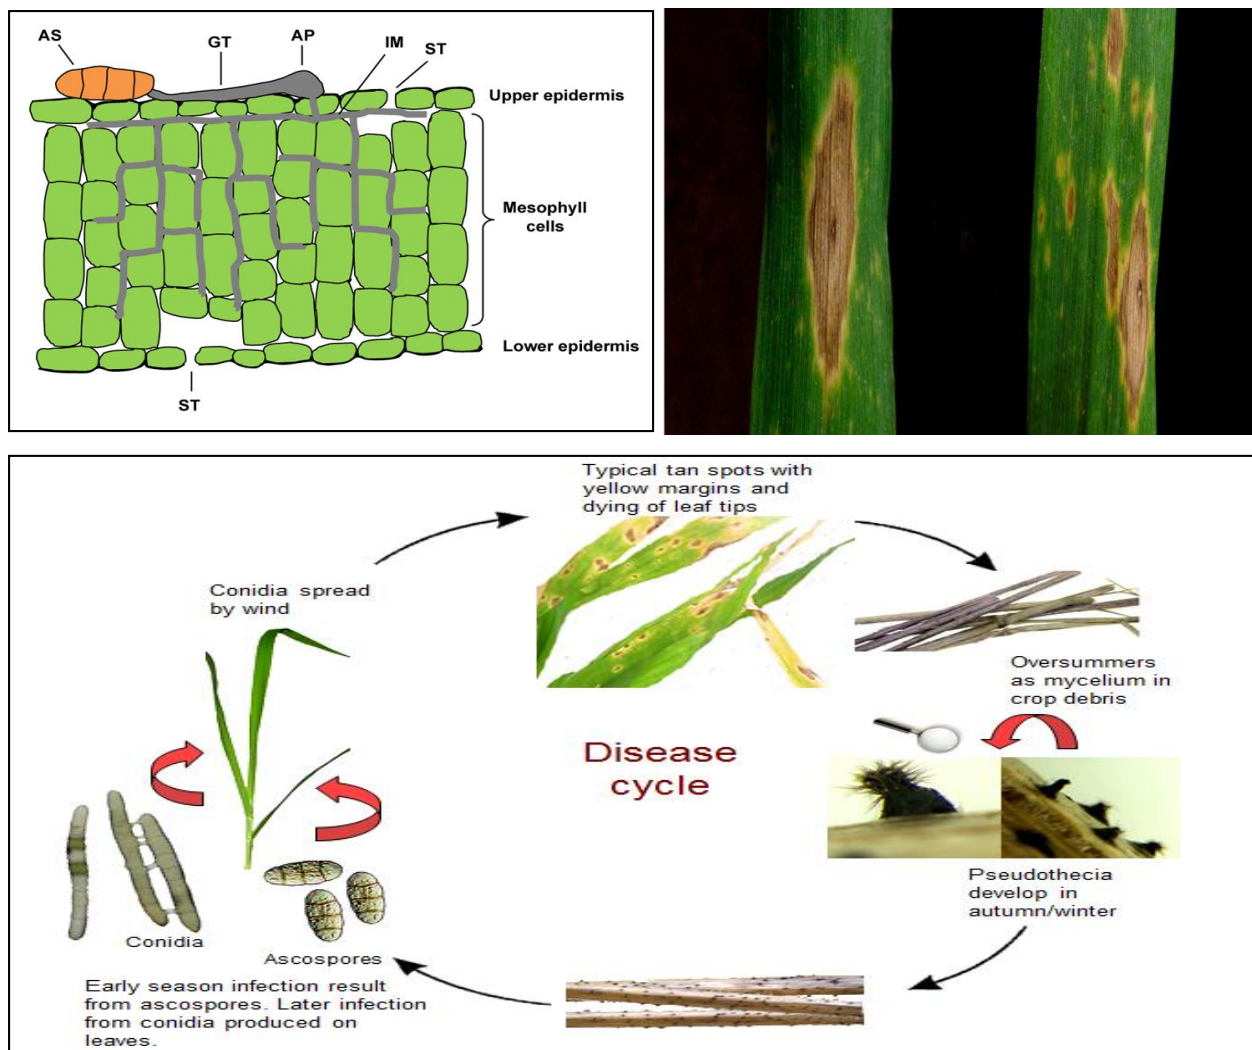 AS
GT
AP
IM
ST
Upper epidermis
Mesophyll
cells
Lower epidermis
ST
Typical tan spots with
yellow margins and
dying of leaf tips
Conidia spread
by wind
Oversummers
as mycelium in
crop debris
Disease
cycle
Pseudothecia
develop in
autumn/winter
Conidia
Ascospores
Early season infection result
from ascospores. Later infection
from conidia produced on
leaves.